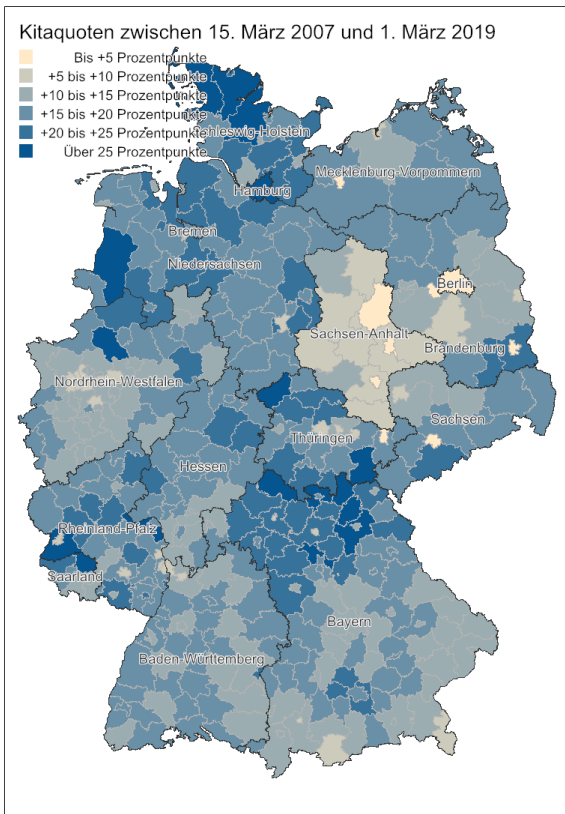 Kitaquoten zwischen 15. März 2007 und 1. März 2019
Bis +5 Prozentpunkte
+5 bis +10 Prozentpunkte
+10 bis +15 Prozentpunkte
+15 bis +20 Prozentpunkte
+20 bis +25 Prozentpunkte
Über 25 Prozentpunkte
Schleswig-Holstein
Mecklenburg-Vorpommern
Hamburg
Bremen
Niedersachsen
Berlin
Sachsen-Anhalt
Brandenburg
Nordrhein-Westfalen
Sachsen
Thüringen
Hessen
Rheinland-Pfalz
Saarland
Bayern
Baden-Württemberg